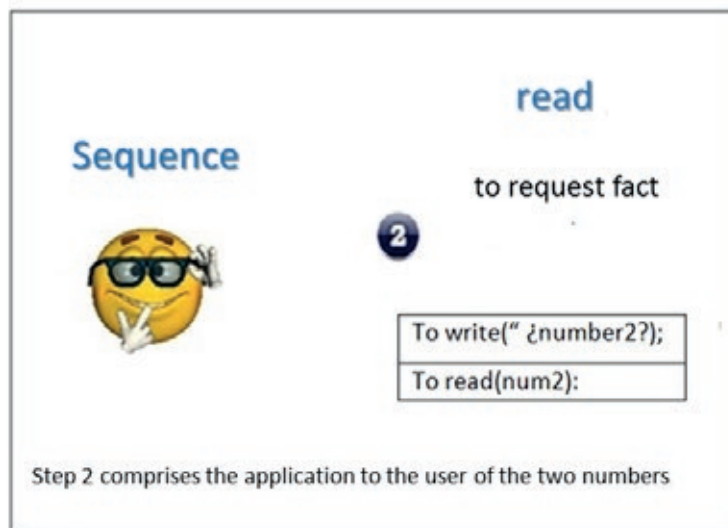 read
Sequence
to request fact
2
To write(“ ¿number2?);
To read(num2):
Step 2 comprises the application to the user of the two numbers